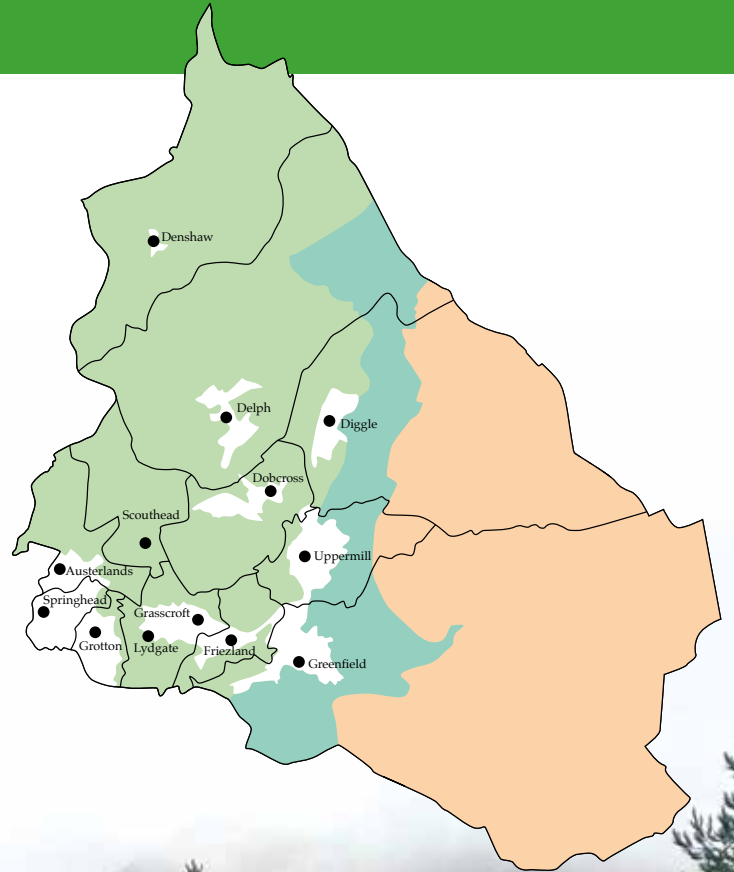 Denshaw
Delph
Diggle
Dobcross
Scouthead
Uppermill
Austerlands
Springhead
Grasscroft
Grotton
Lydgate
Friezland
Greenfield